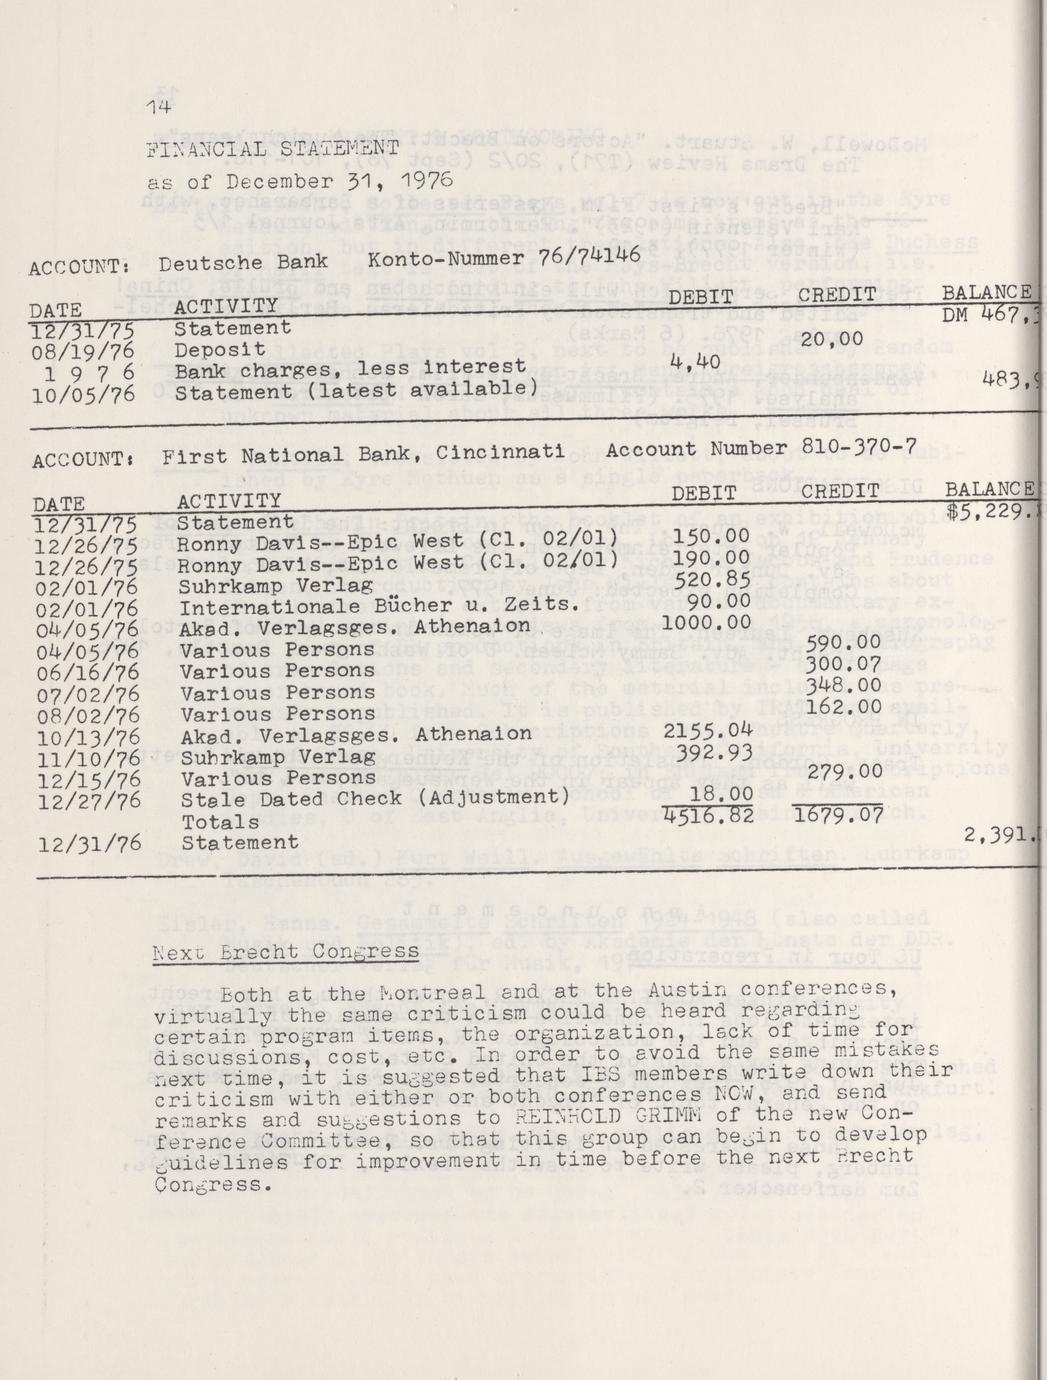 14
FINANCIAL STATEMENT
as of December 31, 1976
ACCOUNT: Deutsche Bank Konto-Nummer 76/74146
DATE ACTIVITY DEBIT CREDIT BALANCE
12/31/75 Statement DM 467,
08/19/76 Deposit 20,00
1 9 7 6 Bank charges, less interest 4,40
10/05/76 Statement (latest available) 483,
ACCOUNT: First National Bank, Cincinnati Account Number 810-370-7
DATE ACTIVITY DEBIT CREDIT BALANCE
12/31/75 Statement $5,229.
12/26/75 Ronny Davis--Epic West (Cl. 02/01) 150.00
12/26/75 Ronny Davis--Epic West (Cl. 02/01) 190.00
02/01/76 Suhrkamp Verlag 520.85
02/01/76 Internationale Bücher u. Zeits. 90.00
04/05/76 Akad. Verlagsges. Athenaion 1000.00
04/05/76 Various Persons 590.00
06/16/76 Various Persons 300.07
07/02/76 Various Persons 348.00
08/02/76 Various Persons 162.00
10/13/76 Akad. Verlagsges. Athenaion 2155.04
11/10/76 Suhrkamp Verlag 392.93
12/15/76 Various Persons 279.00
12/27/76 Stale Dated Check (Adjustment) 18.00
Totals 4516.82 1679.07
12/31/76 Statement 2,391.
Next Brecht Congress
Both at the Montreal and at the Austin conferences,
virtually the same criticism could be heard regarding
certain program items, the organization, lack of time for
discussions, cost, etc. In order to avoid the same mistakes
next time, it is suggested that IBS members write down their
criticism with either or both conferences NOW, and send
remarks and suggestions to REINHOLD GRIMM of the new Con-
ference Committee, so that this group can begin to develop
guidelines for improvement in time before the next Brecht
Congress.